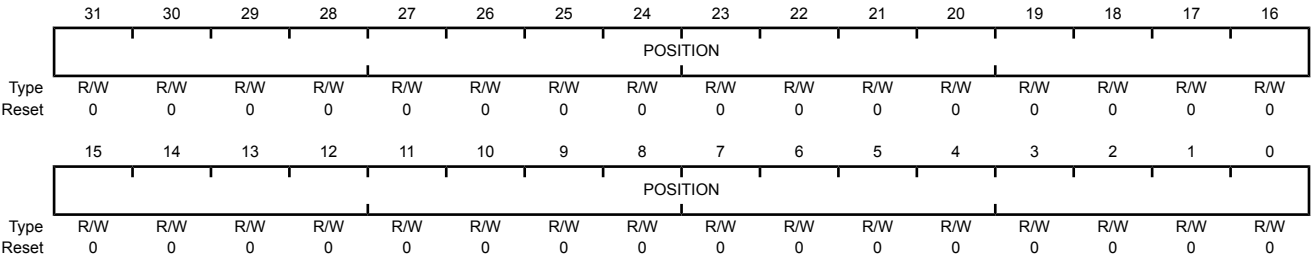 31 30 29 28 27 26 25 24 23 22 21 20 19 18 17 16
POSITION
Type R/W R/W R/W R/W R/W R/W R/W R/W R/W R/W R/W R/W R/W R/W R/W R/W
Reset 0 0 0 0 0 0 0 0 0 0 0 0 0 0 0 0
15 14 13 12 11 10 9 8 7 6 5 4 3 2 1 0
POSITION
Type R/W R/W R/W R/W R/W R/W R/W R/W R/W R/W R/W R/W R/W R/W R/W R/W
Reset 0 0 0 0 0 0 0 0 0 0 0 0 0 0 0 0